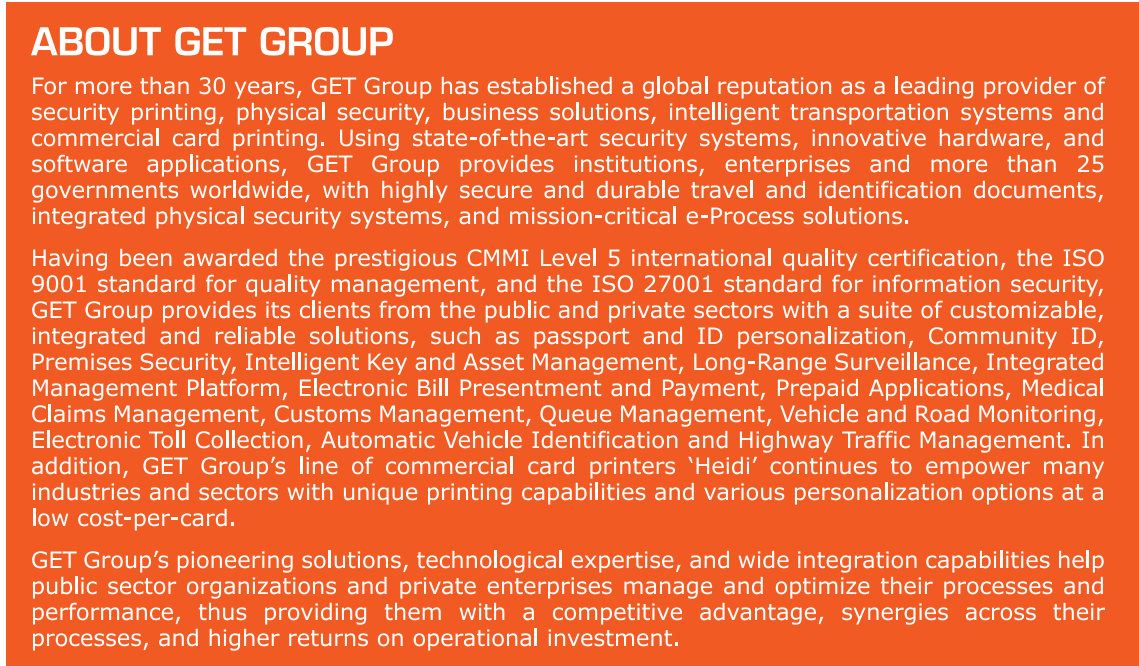 ABOUT GET GROUP
For more than 30 years, GET Group has established a global reputation as a leading provider of
security printing, physical security, business solutions, intelligent transportation systems and
commercial card printing. Using state-of-the-art security systems, innovative hardware, and
software applications, GET Group provides institutions, enterprises and more than 25
governments worldwide, with highly secure and durable travel and identification documents,
integrated physical security systems, and mission-critical e-Process solutions.
Having been awarded the prestigious CMMI Level 5 international quality certification, the ISO
9001 standard for quality management, and the ISO 27001 standard for information security,
GET Group provides its clients from the public and private sectors with a suite of customizable,
integrated and reliable solutions, such as passport and ID personalization, Community ID,
Premises Security, Intelligent Key and Asset Management, Long-Range Surveillance, Integrated
Management Platform, Electronic Bill Presentment and Payment, Prepaid Applications, Medical
Claims Management, Customs Management, Queue Management, Vehicle and Road Monitoring,
Electronic Toll Collection, Automatic Vehicle Identification and Highway Traffic Management. In
addition, GET Group’s line of commercial card printers ‘Heidi’ continues to empower many
industries and sectors with unique printing capabilities and various personalization options at a
low cost-per-card.
GET Group’s pioneering solutions, technological expertise, and wide integration capabilities help
public sector organizations and private enterprises manage and optimize their processes and
performance, thus providing them with a competitive advantage, synergies across their
processes, and higher returns on operational investment.